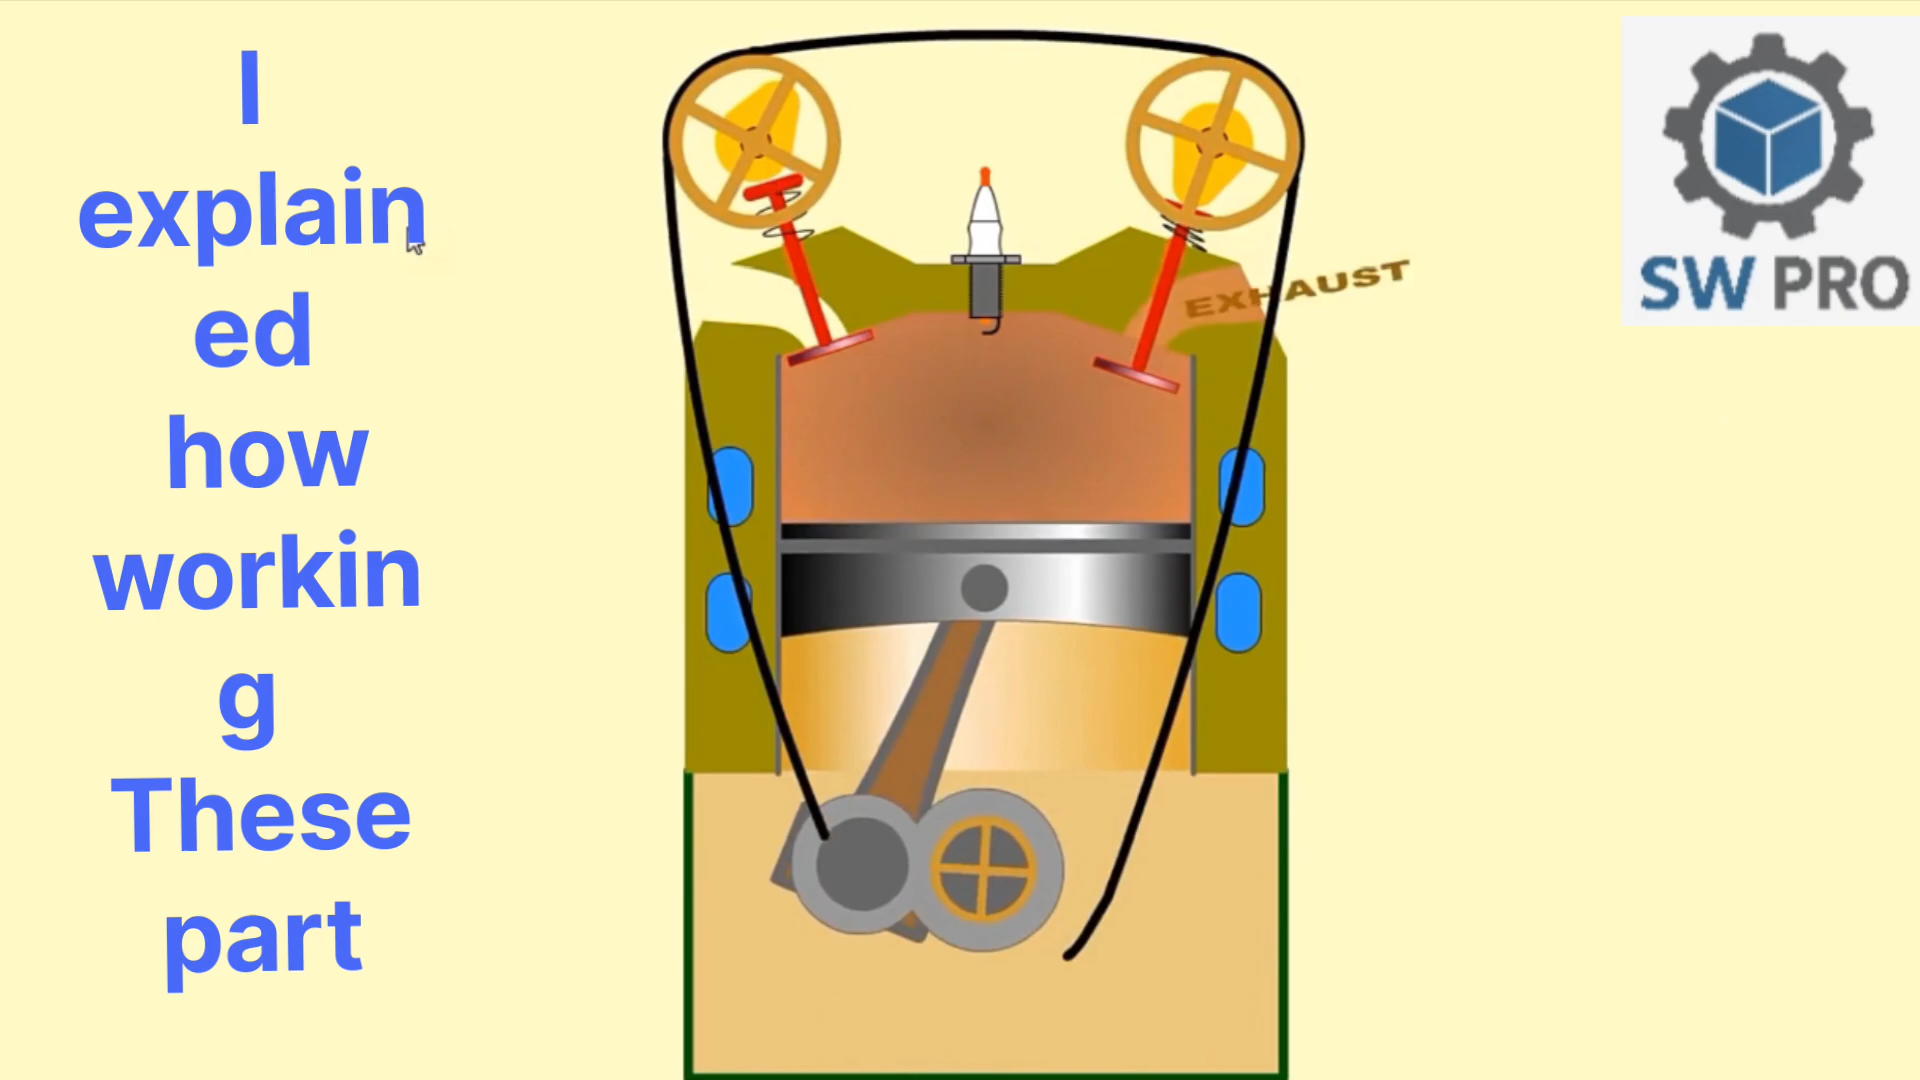 I
explain
ed
how
workin
g
These
part
EXHAUST
SW PRO